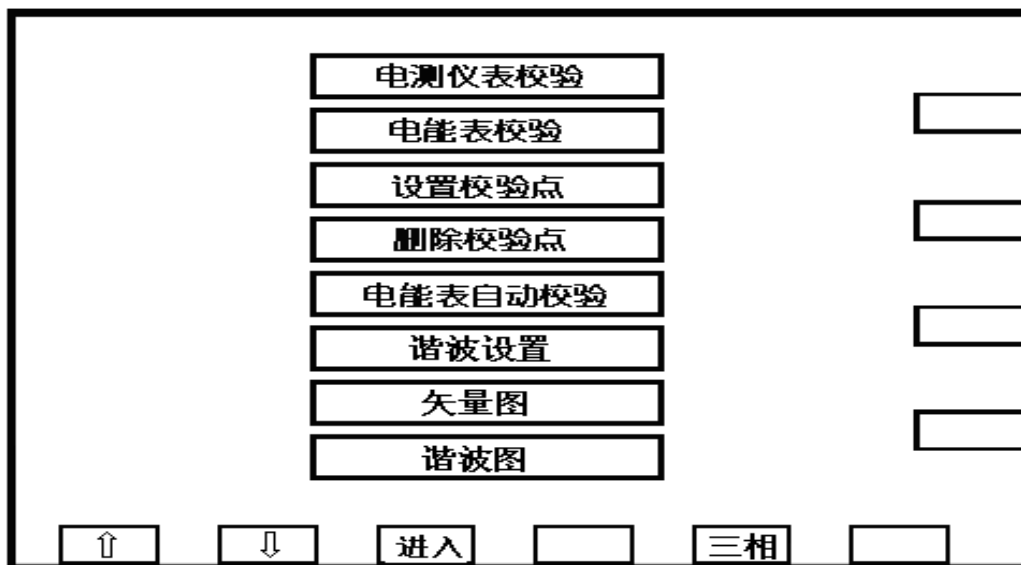 电测仪表校验
电能表校验
设置校验点
删除校验点
电能表自动校验
谐波设置
矢量图
谐波图
⇧ ⇩ 进入 三相